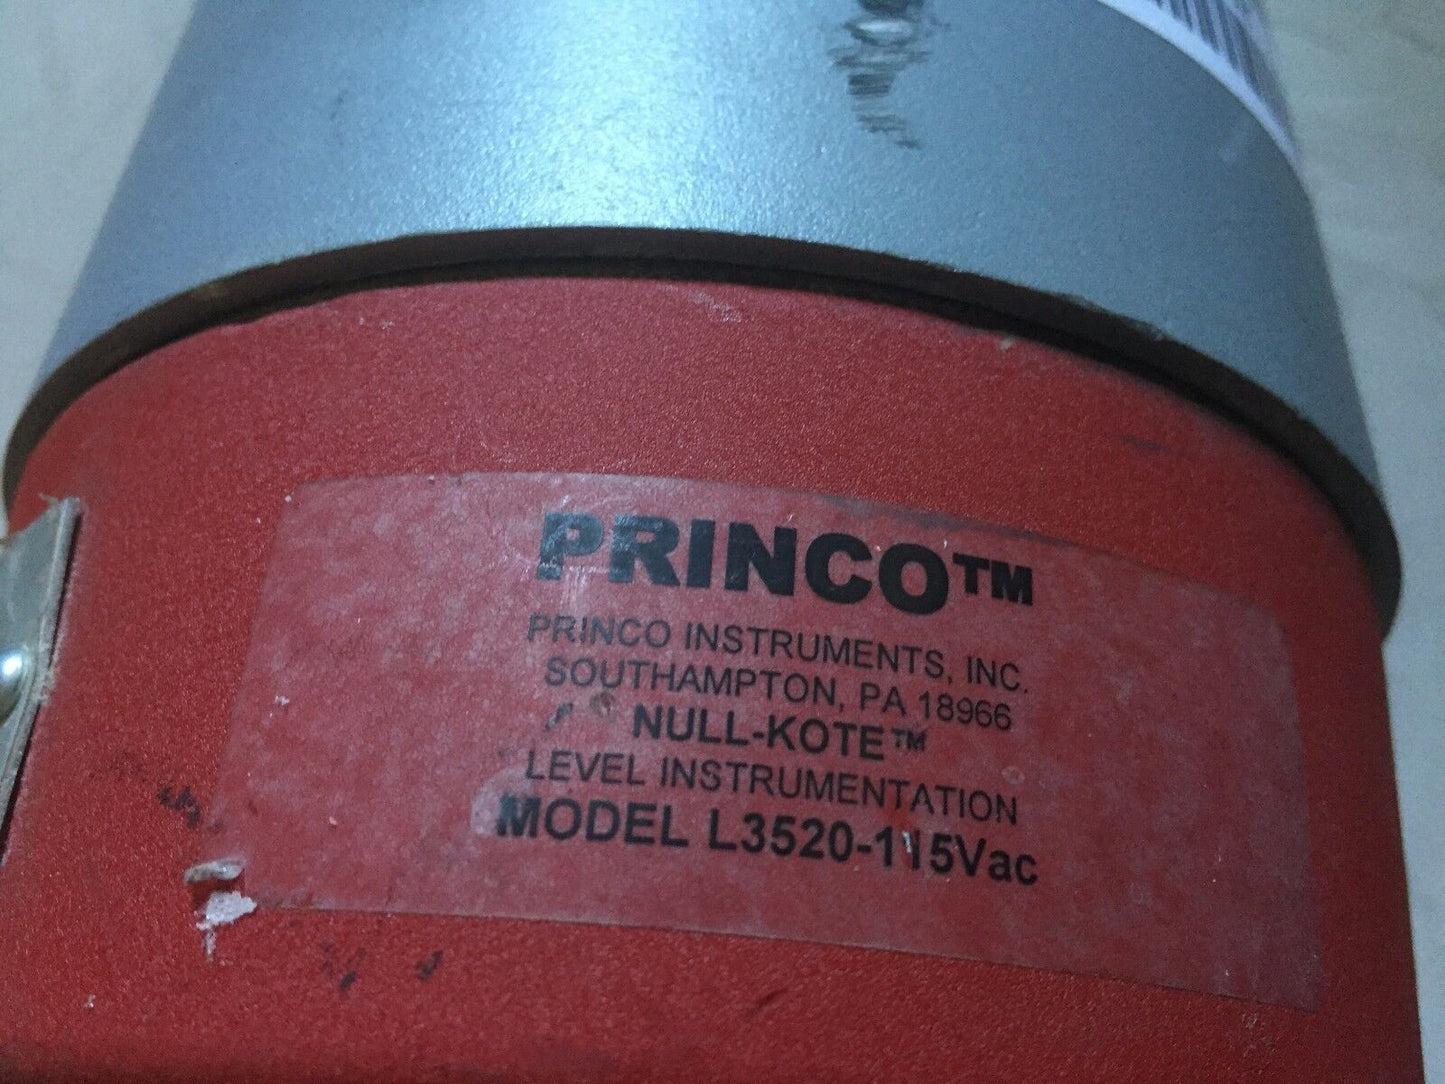 PRINCO™
PRINCO INSTRUMENTS, INC.
SOUTHAMPTON, PA 18966
NULL-KOTE™
LEVEL INSTRUMENTATION
MODEL L3520-115Vac